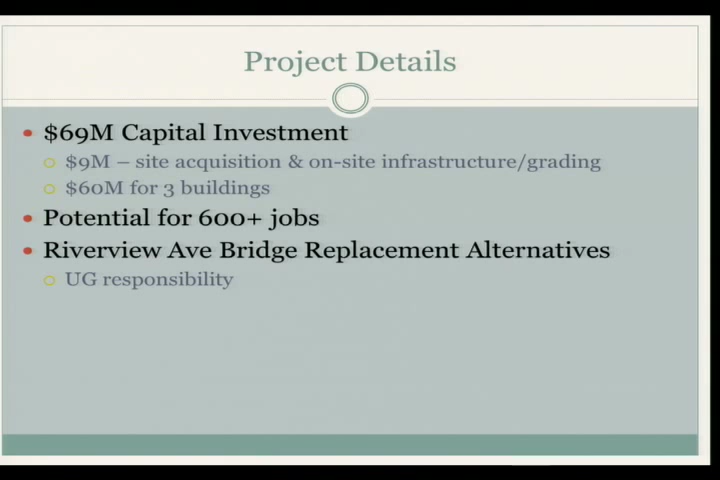 Project Details
$69M Capital Investment
$9M – site acquisition & on-site infrastructure/grading
$60M for 3 buildings
Potential for 600+ jobs
Riverview Ave Bridge Replacement Alternatives
UG responsibility